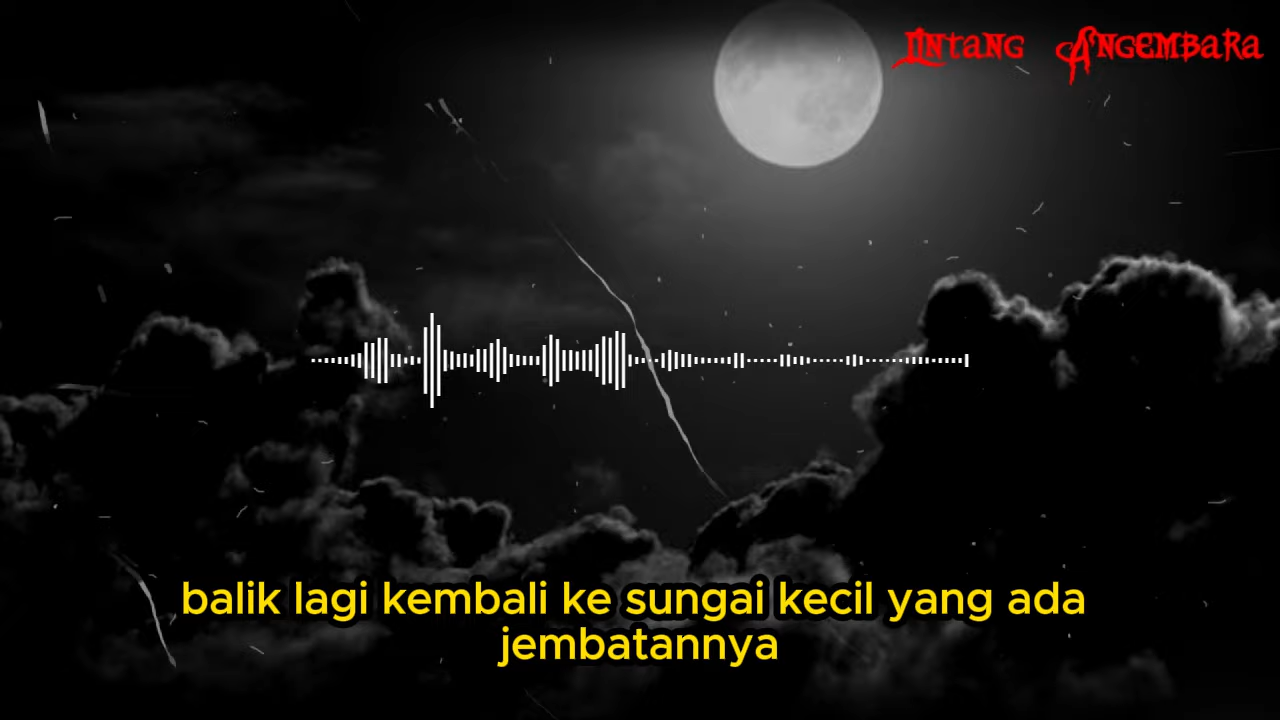 Lintang Angembara
balik lagi kembali ke sungai kecil yang ada
jembatannya